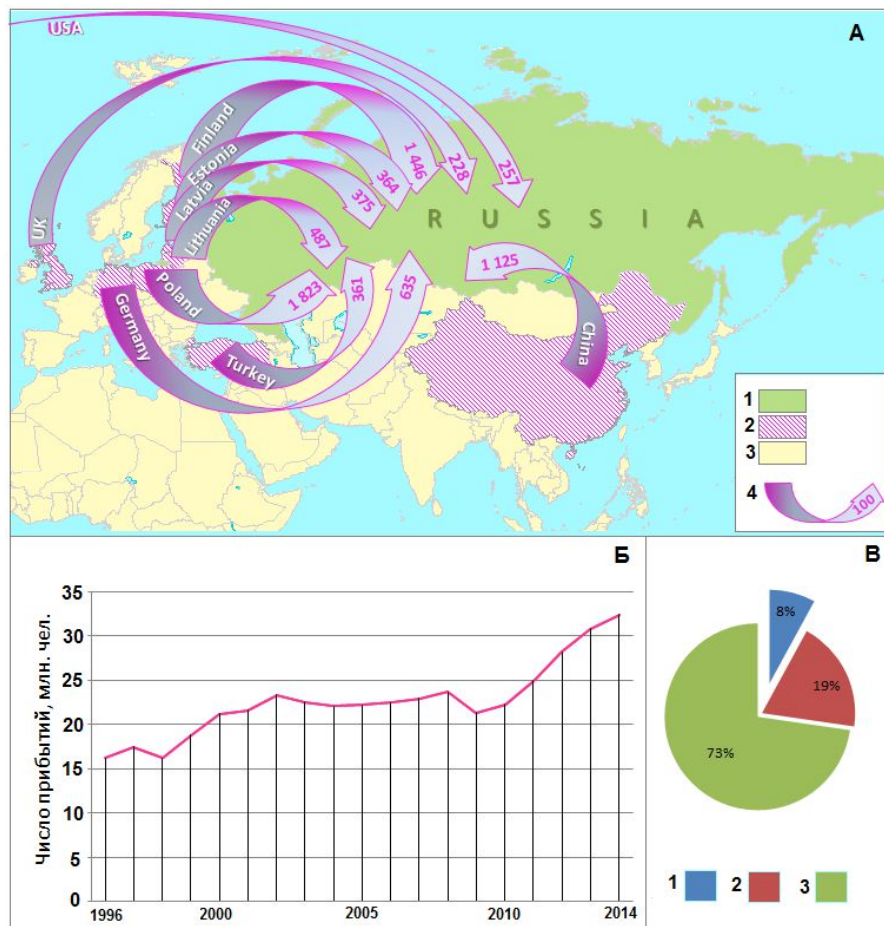 USA
А
Finland
Estonia
Latvia
Lithuania
UK
1 446
364
375
487
228
257
RUSSIA
Poland
1 823
361
635
1 125
Germany
Turkey
China
1
2
3
4
100
Б
Число прибытий, млн. чел.
35
30
25
20
15
10
5
0
1996
2000
2005
2010
2014
В
8%
19%
73%
1
2
3